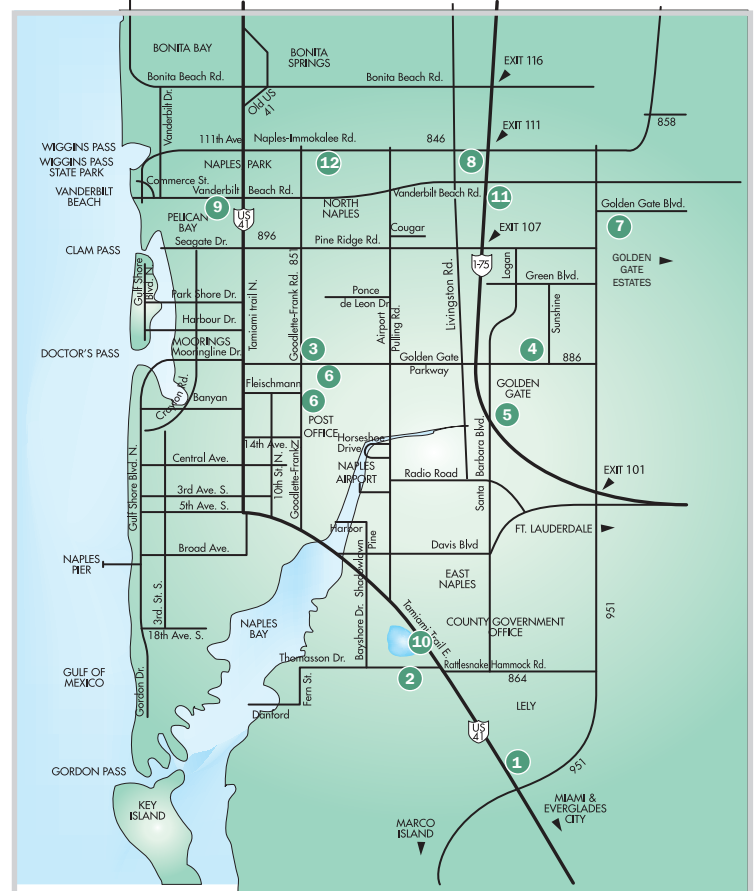 BONITA BAY
BONITA
SPRINGS
EXIT 116
Bonita Beach Rd.
Bonita Beach Rd.
Vanderbilt Dr.
Old US
41
EXIT 111
858
111th Ave
Naples-Immokalee Rd.
846
WIGGINS PASS
WIGGINS PASS
STATE PARK
NAPLES PARK
12
8
Commerce St.
VANDERBILT
BEACH
Vanderbilt
Beach Rd.
Vanderbilt Beach Rd.
11
9
NORTH
NAPLES
Golden Gate Blvd.
7
PELICAN
BAY
US
41
Cougar
EXIT 107
CLAM PASS
Seagate Dr.
896
851
Pine Ridge Rd.
GOLDEN
GATE
ESTATES
1-75
Logan
Green Blvd.
Gulf Shore
Blvd. N.
Park Shore Dr.
Tamiami trail N.
Goodlette-Frank Rd.
Ponce
de Leon Dr.
Airport
Pulling Rd.
Livingston Rd.
Sunshine
Harbour Dr.
DOCTOR'S PASS
MOORINGS
Mooringline Dr.
3
4
Golden Gate
Parkway
886
6
Crayton Rd.
Fleischmann
GOLDEN
GATE
Banyan
6
5
POST
OFFICE
14th Ave. N.
Horseshoe
Drive
Barbara Blvd.
Gulf Shore Blvd. N.
Central Ave.
10th St. N.
Goodlette-Frank
NAPLES
AIRPORT
Radio Road
EXIT 101
3rd Ave. S.
5th Ave. S.
Santa
Harbor
Pine
FT. LAUDERDALE
NAPLES
PIER
Broad Ave.
Davis Blvd
Shadowlawn
EAST
NAPLES
951
3rd. St. S.
NAPLES
BAY
Bayshore Dr.
Tamiami Trail E.
COUNTY GOVERNMENT
OFFICE
18th Ave. S.
10
Thomasson Dr.
Rattlesnake Hammock Rd.
GULF OF
MEXICO
Gordon Dr.
Fern St.
2
864
Danford
LELY
US
41
1
951
GORDON PASS
KEY
ISLAND
MARCO
ISLAND
MIAMI &
EVERGLADES
CITY